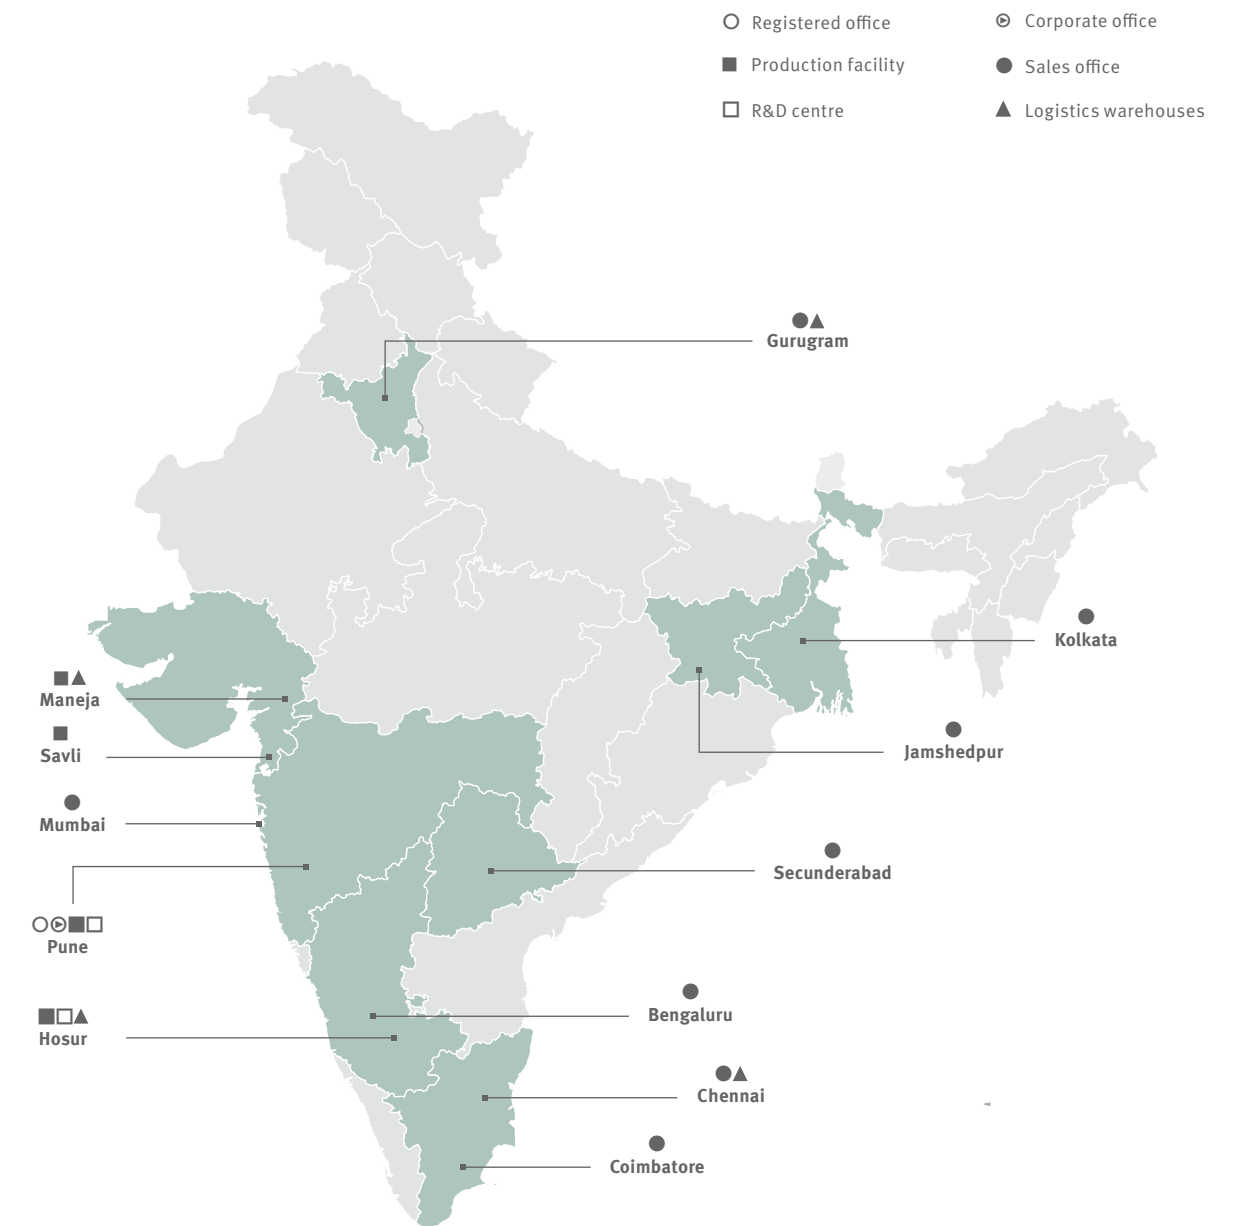 Registered office
Corporate office
Production facility
Sales office
R&D centre
Logistics warehouses
Gurugram
Kolkata
Maneja
Jamshedpur
Savli
Mumbai
Secunderabad
Pune
Bengaluru
Hosur
Chennai
Coimbatore